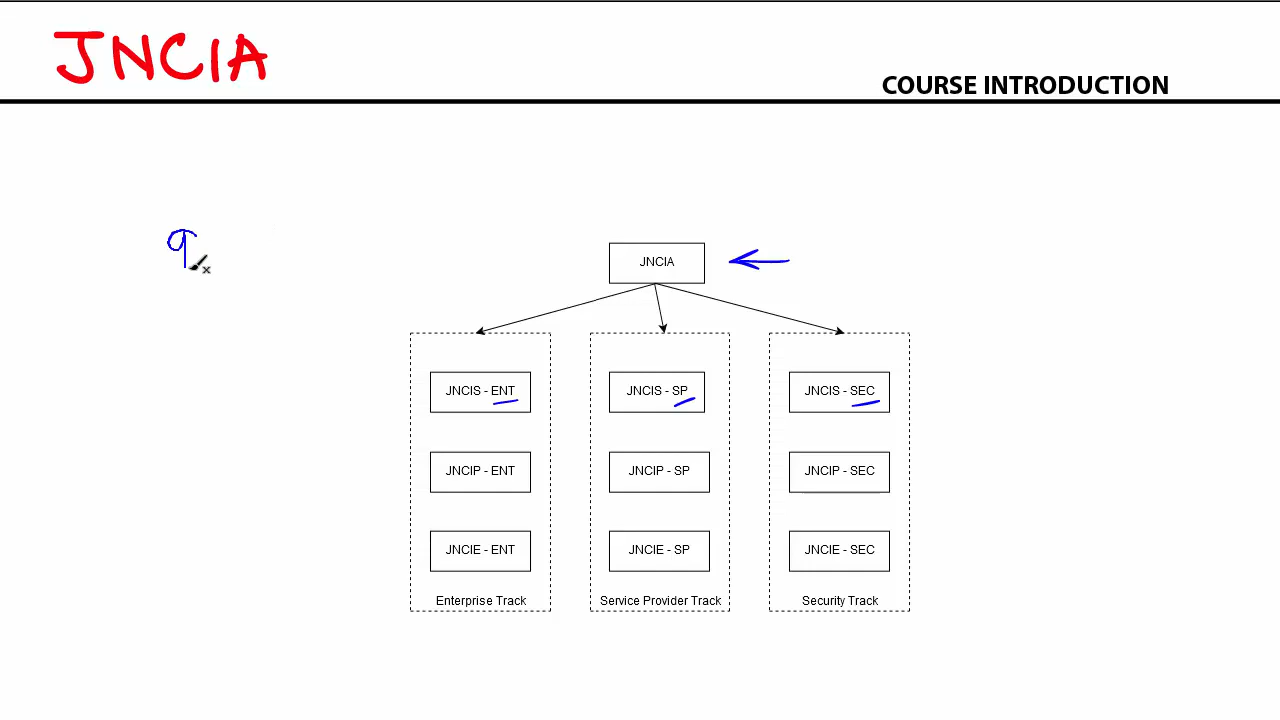 JNCIA
COURSE INTRODUCTION
9
JNCIA
JNCIS - ENT JNCIS - SP JNCIS - SEC
JNCIP - ENT JNCIP - SP JNCIP - SEC
JNCIE - ENT JNCIE - SP JNCIE - SEC
Enterprise Track Service Provider Track Security Track